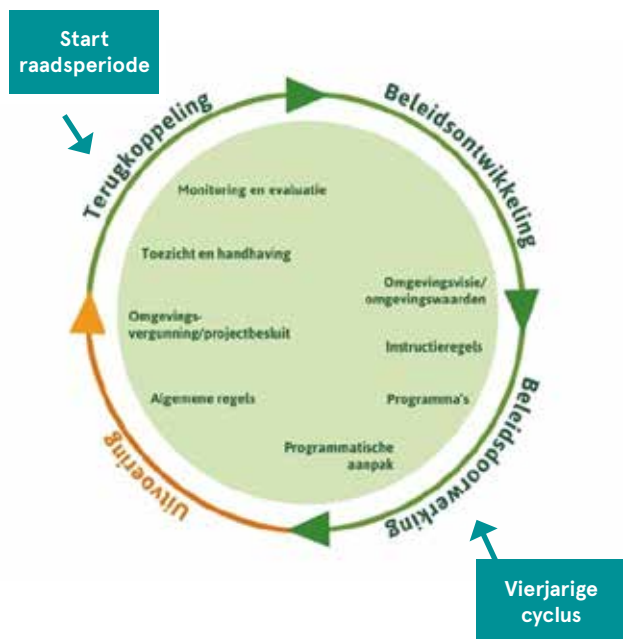 Start
raadsperiode
Terugkoppeling
Beleidsontwikkeling
Monitoring en evaluatie
Toezicht en handhaving
Omgevingsvisie/
omgevingswaarden
Omgevings-
vergunning/projectbesluit
Instructieregels
Algemene regels
Programma's
Programmatische
aanpak
Uitvoering
Beleidsdoorwerking
Vierjarige
cyclus